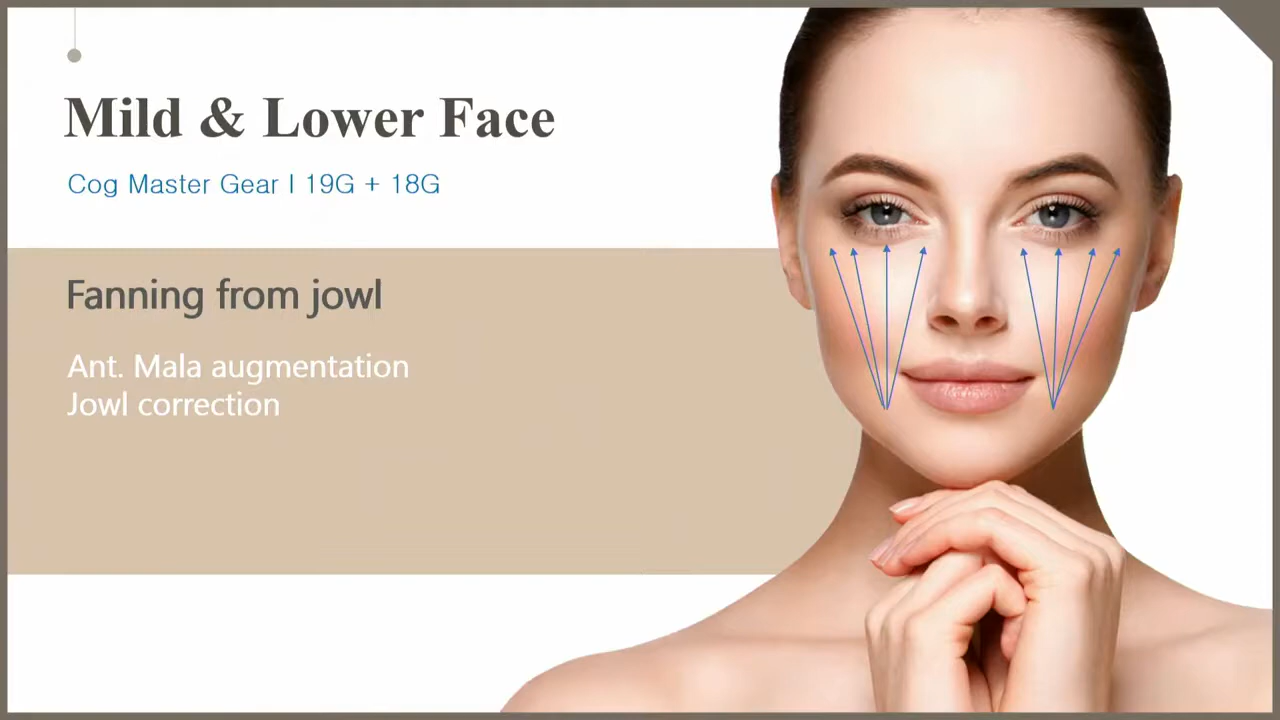 Mild & Lower Face
Cog Master Gear l 19G + 18G
Fanning from jowl
Ant. Mala augmentation
Jowl correction